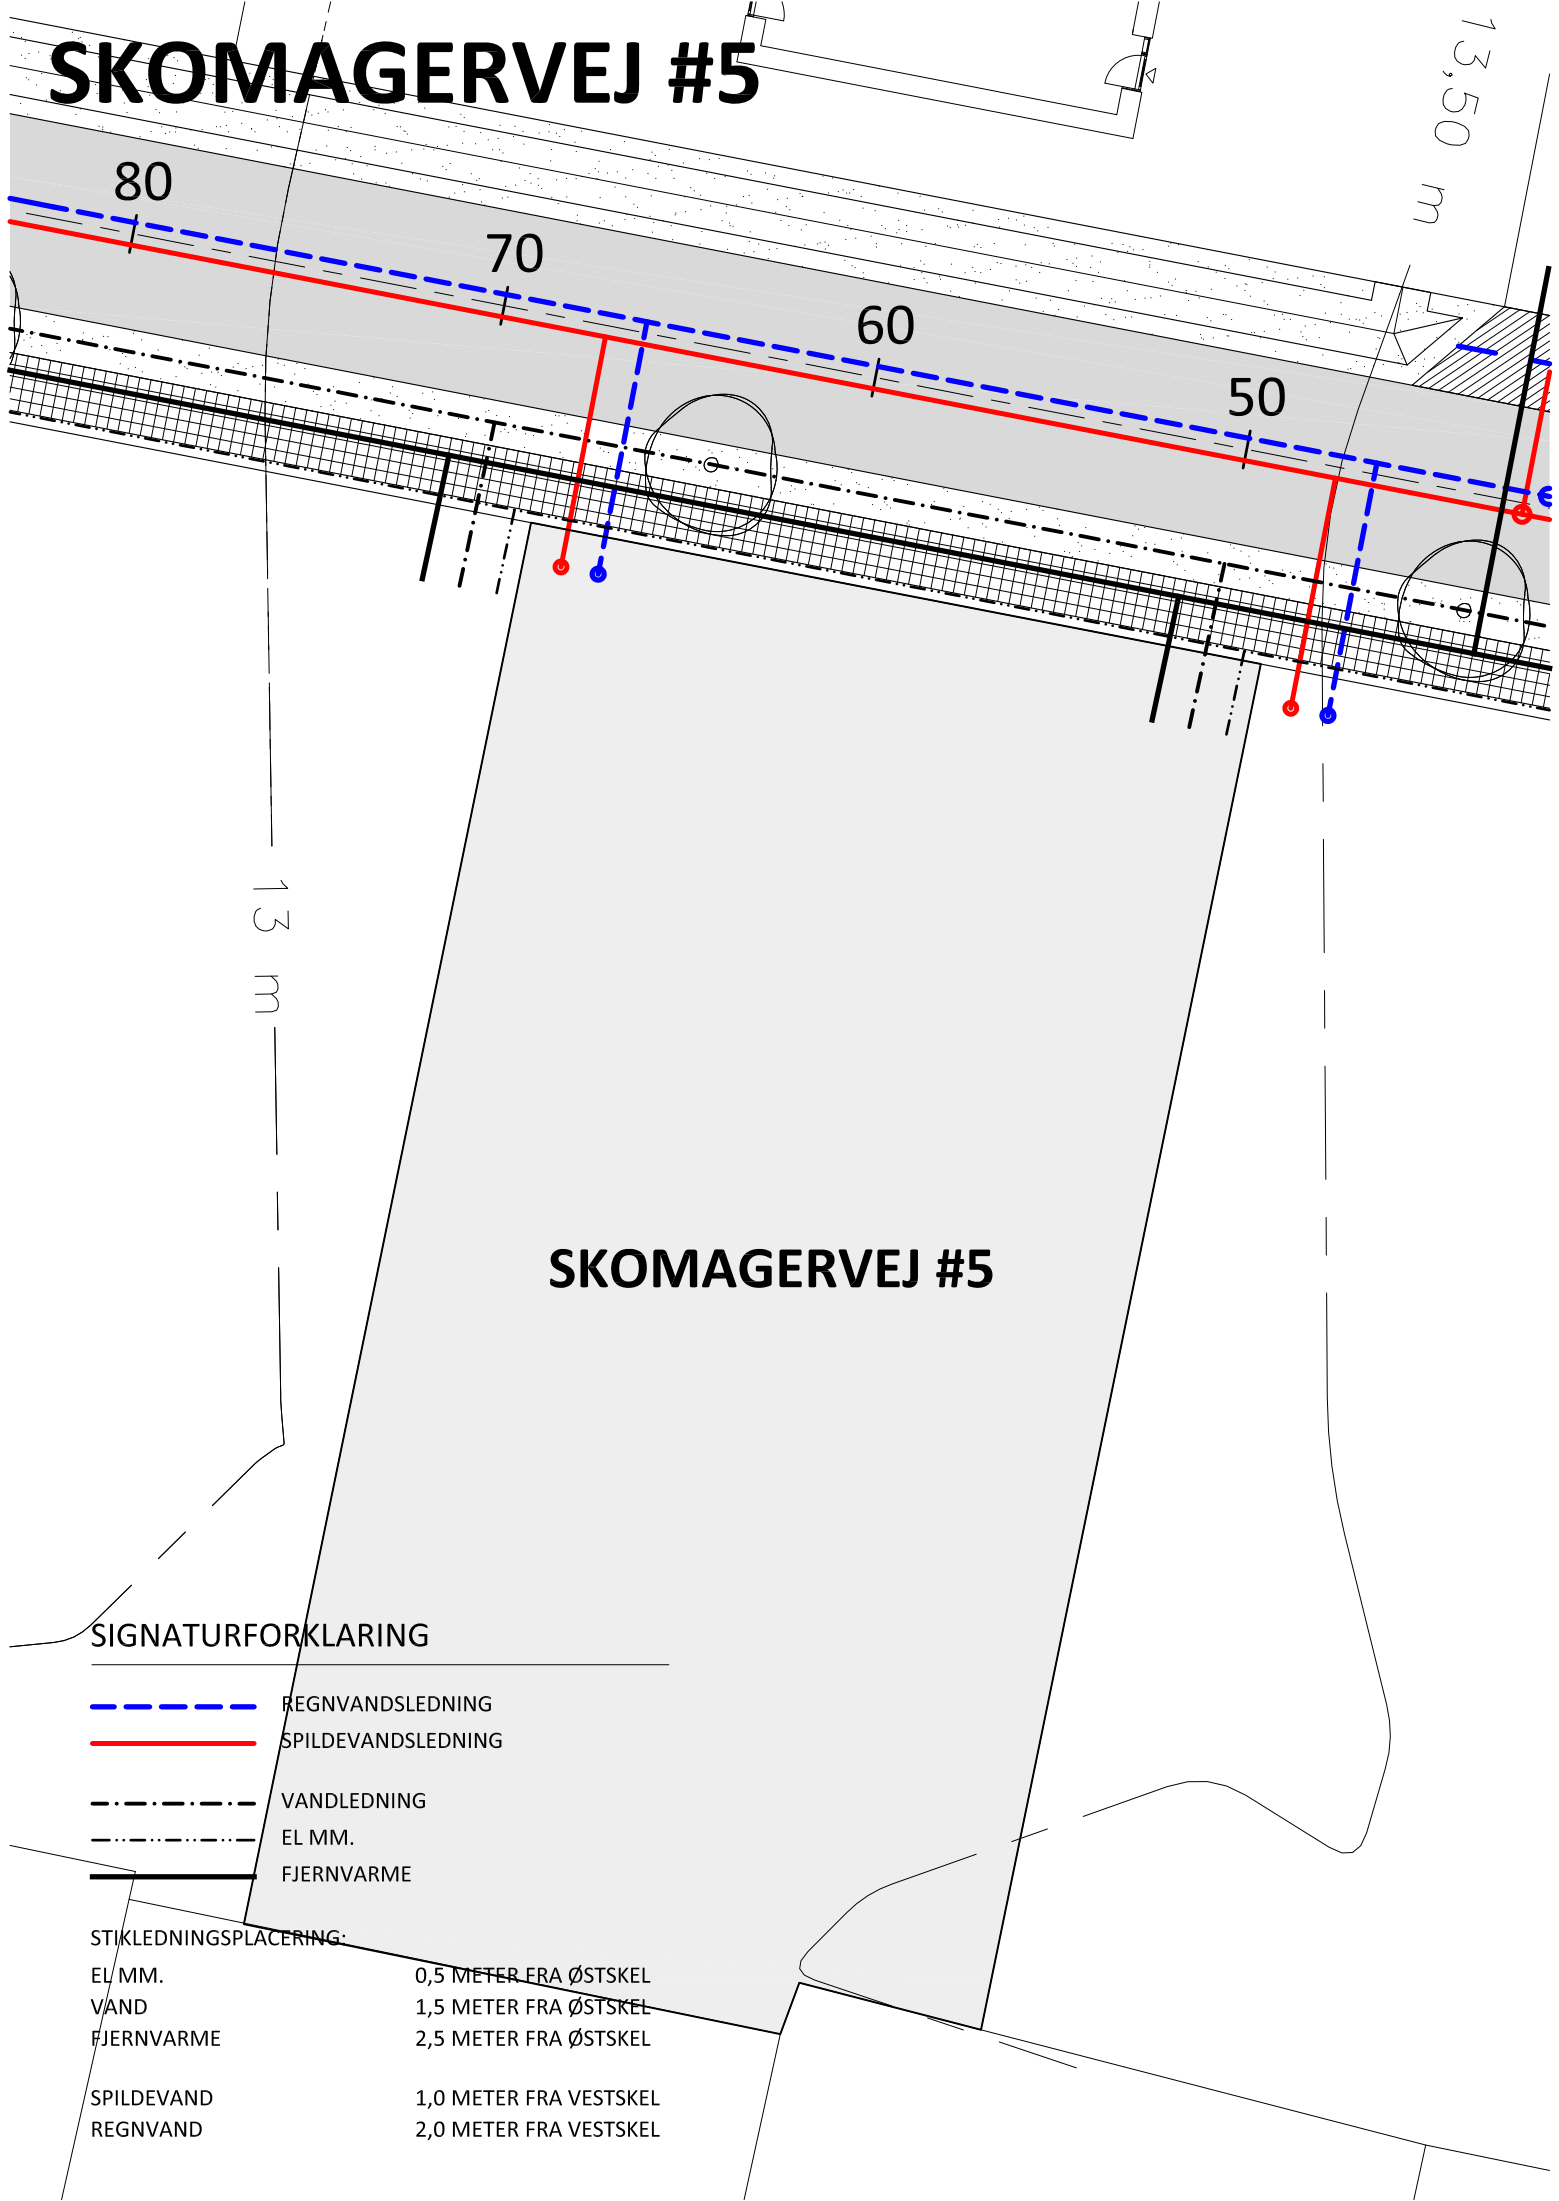 SKOMAGERVEJ #5
13,50 m
80
70
60
50
13 m
SKOMAGERVEJ #5
SIGNATURFORKLARING
REGNVANDSLEDNING
SPILDEVANDSLEDNING
VANDLEDNING
EL MM.
FJERNVARME
STIKLEDNINGSPLACERING:
EL MM. 0,5 METER FRA ØSTSKEL
VAND 1,5 METER FRA ØSTSKEL
FJERNVARME 2,5 METER FRA ØSTSKEL
SPILDEVAND 1,0 METER FRA VESTSKEL
REGNVAND 2,0 METER FRA VESTSKEL